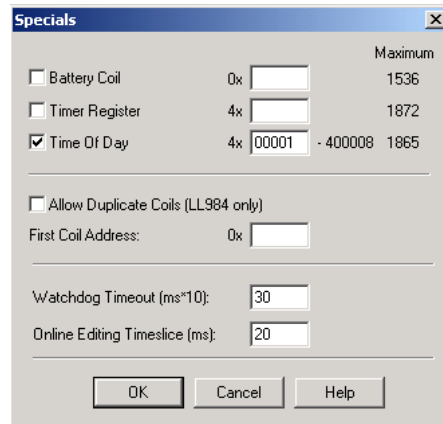 Specials
Maximum
Battery Coil 0x 1536
Timer Register 4x 1872
Time Of Day 4x 00001 - 400008 1865
Allow Duplicate Coils (LL984 only)
First Coil Address: 0x
Watchdog Timeout (ms*10): 30
Online Editing Timeslice (ms): 20
OK Cancel Help